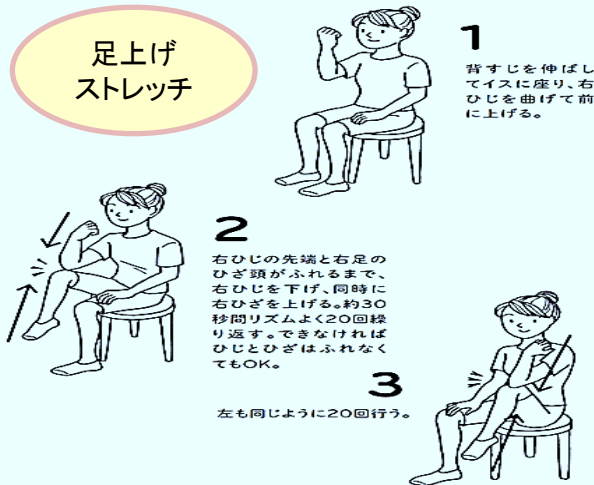 足上げ
ストレッチ
1
背すじを伸ばし
てイスに座り、右
ひじを曲げて前
に上げる。
2
右ひじの先端と右足の
ひざ頭がふれるまで、
右ひじを下げ、同時に
右ひざを上げる。約30
秒間リズムよく20回繰
り返す。できなければ
ひじとひざはふれなく
てもOK。
3
左も同じように20回行う。